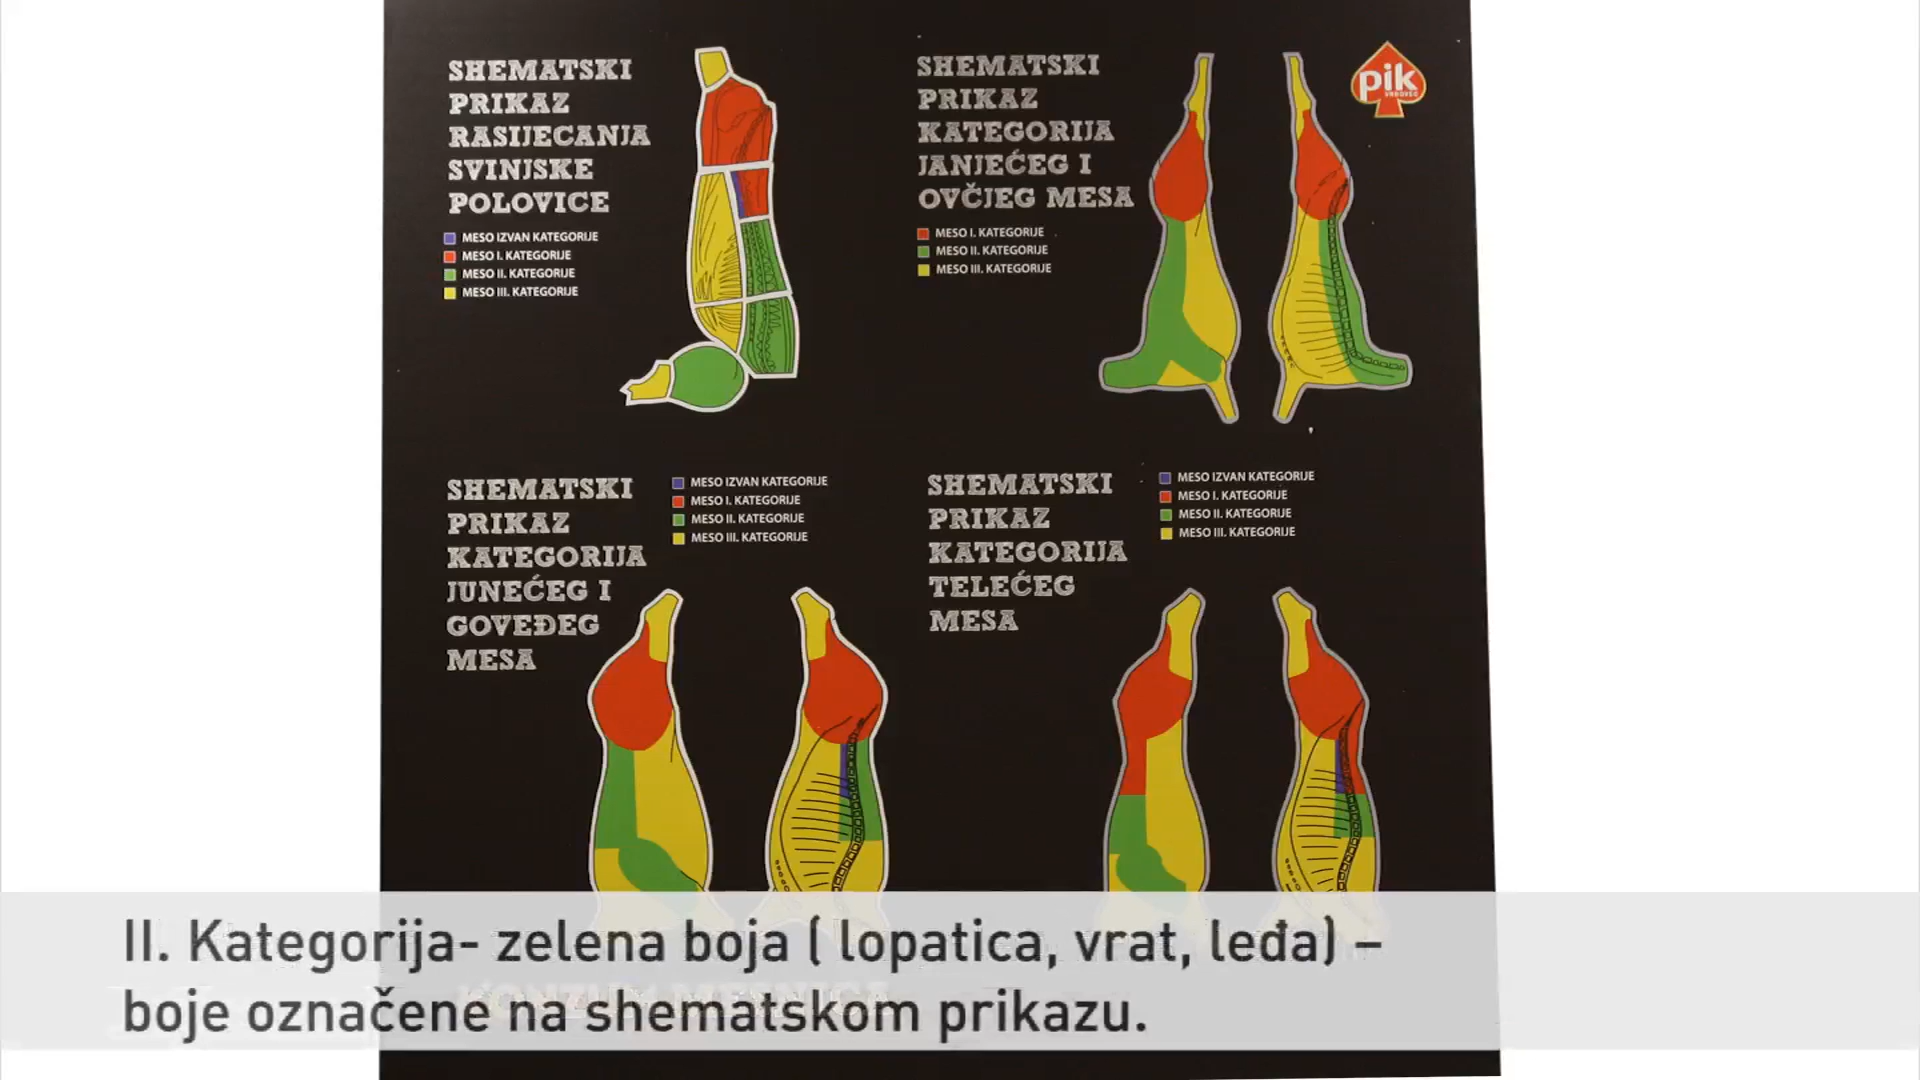 SHEMATSKI
PRIKAZ
RASIJECANJA
SVINJSKE
POLOVICE
MESO IZVAN KATEGORIJE
MESO I. KATEGORIJE
MESO II. KATEGORIJE
MESO III. KATEGORIJE
SHEMATSKI
PRIKAZ
KATEGORIJA
JANJEĆEG I
OVČJEG MESA
MESO I. KATEGORIJE
MESO II. KATEGORIJE
MESO III. KATEGORIJE
pik
VRBOVEC
SHEMATSKI
PRIKAZ
KATEGORIJA
JUNEĆEG I
GOVEĐEG
MESA
MESO IZVAN KATEGORIJE
MESO I. KATEGORIJE
MESO II. KATEGORIJE
MESO III. KATEGORIJE
SHEMATSKI
PRIKAZ
KATEGORIJA
TELEĆEG
MESA
MESO IZVAN KATEGORIJE
MESO I. KATEGORIJE
MESO II. KATEGORIJE
MESO III. KATEGORIJE
II. Kategorija- zelena boja ( lopatica, vrat, leđa) –
boje označene na shematskom prikazu.